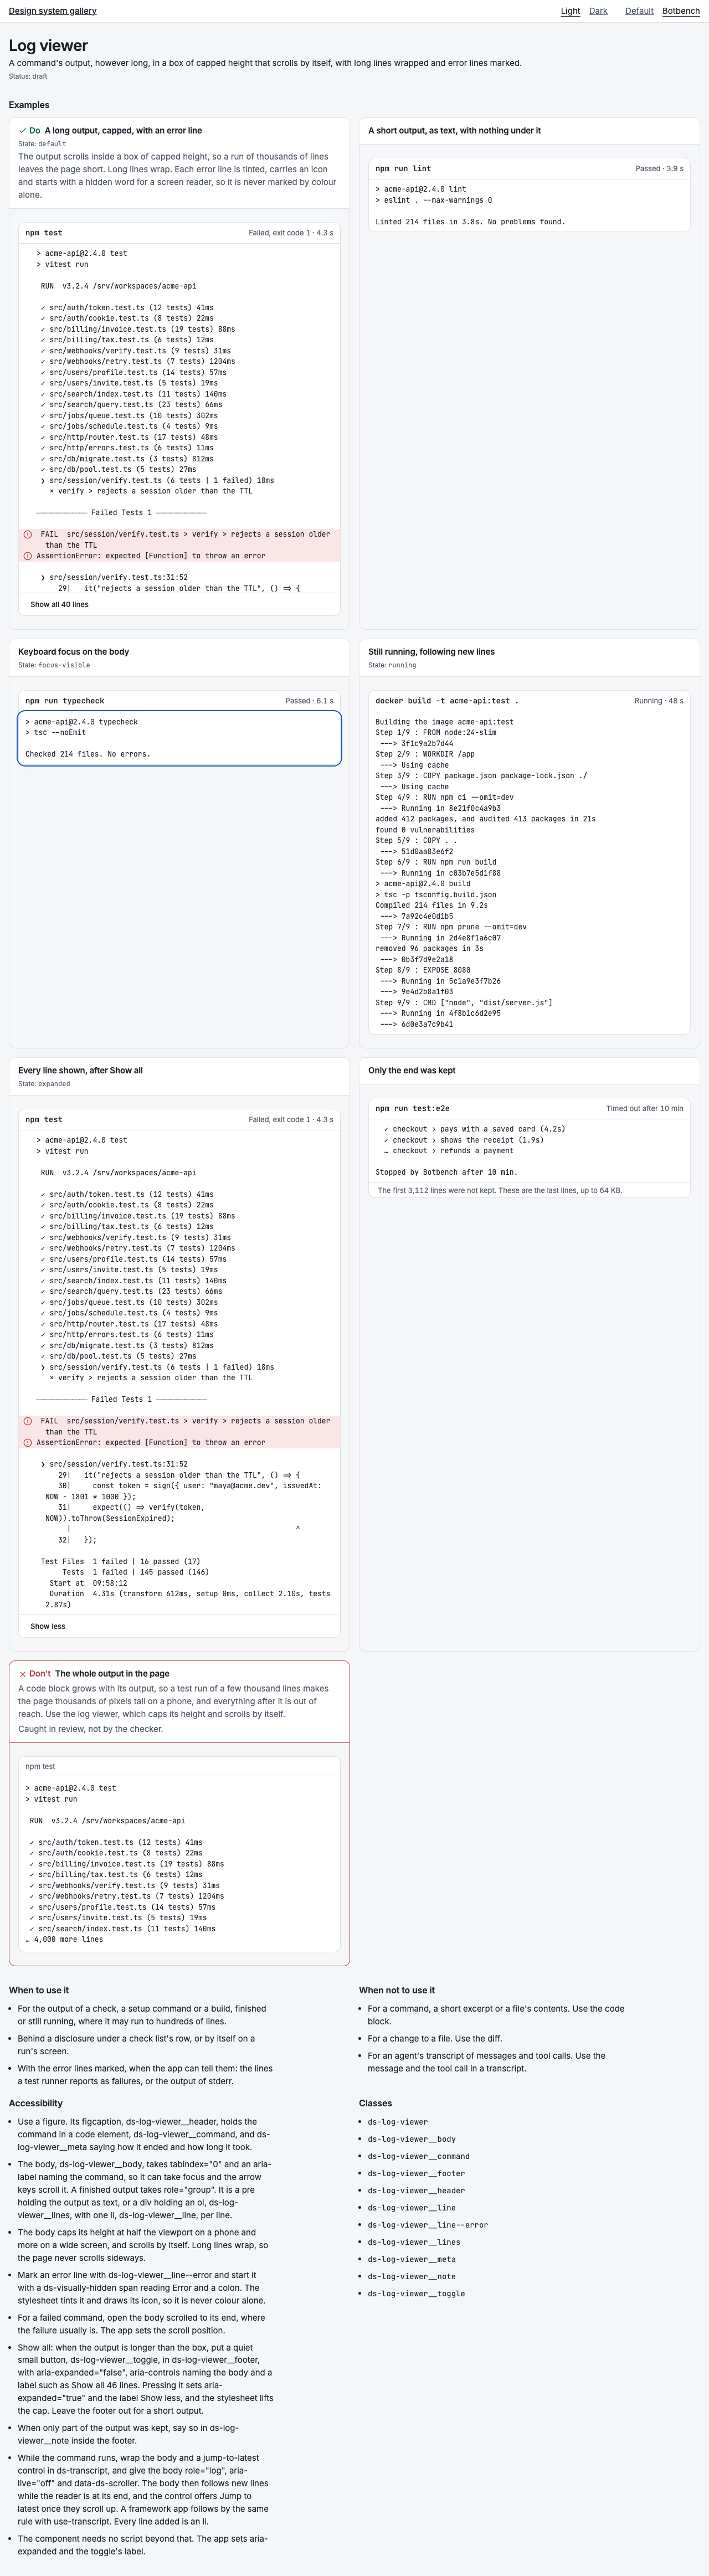 Design system gallery
Light Dark Default Botbench
Log viewer
A command's output, however long, in a box of capped height that scrolls by itself, with long lines wrapped and error lines marked.
Status: draft
Examples
Do A long output, capped, with an error line
State: default
The output scrolls inside a box of capped height, so a run of thousands of lines
leaves the page short. Long lines wrap. Each error line is tinted, carries an icon
and starts with a hidden word for a screen reader, so it is never marked by colour
alone.
npm test Failed, exit code 1 · 4.3 s
> acme-api@2.4.0 test
> vitest run
RUN v3.2.4 /srv/workspaces/acme-api
✓ src/auth/token.test.ts (12 tests) 41ms
✓ src/auth/cookie.test.ts (8 tests) 22ms
✓ src/billing/invoice.test.ts (19 tests) 88ms
✓ src/billing/tax.test.ts (6 tests) 12ms
✓ src/webhooks/verify.test.ts (9 tests) 31ms
✓ src/webhooks/retry.test.ts (7 tests) 1204ms
✓ src/users/profile.test.ts (14 tests) 57ms
✓ src/users/invite.test.ts (5 tests) 19ms
✓ src/search/index.test.ts (11 tests) 140ms
✓ src/search/query.test.ts (23 tests) 66ms
✓ src/jobs/queue.test.ts (10 tests) 302ms
✓ src/jobs/schedule.test.ts (4 tests) 9ms
✓ src/http/router.test.ts (17 tests) 48ms
✓ src/http/errors.test.ts (6 tests) 11ms
✓ src/db/migrate.test.ts (3 tests) 812ms
✓ src/db/pool.test.ts (5 tests) 27ms
❯ src/session/verify.test.ts (6 tests | 1 failed) 18ms
× verify > rejects a session older than the TTL
———————————— Failed Tests 1 ————————————
FAIL src/session/verify.test.ts > verify > rejects a session older
than the TTL
AssertionError: expected [Function] to throw an error
❯ src/session/verify.test.ts:31:52
29| it("rejects a session older than the TTL", () => {
Show all 40 lines
A short output, as text, with nothing under it
npm run lint Passed · 3.9 s
> acme-api@2.4.0 lint
> eslint . --max-warnings 0
Linted 214 files in 3.8s. No problems found.
Keyboard focus on the body
State: focus-visible
npm run typecheck Passed · 6.1 s
> acme-api@2.4.0 typecheck
> tsc --noEmit
Checked 214 files. No errors.
Still running, following new lines
State: running
docker build -t acme-api:test . Running · 48 s
Building the image acme-api:test
Step 1/9 : FROM node:24-slim
---> 3f1c9a2b7d44
Step 2/9 : WORKDIR /app
---> Using cache
Step 3/9 : COPY package.json package-lock.json ./
---> Using cache
Step 4/9 : RUN npm ci --omit=dev
---> Running in 8e21f0c4a9b3
added 412 packages, and audited 413 packages in 21s
found 0 vulnerabilities
Step 5/9 : COPY . .
---> 51d0aa83e6f2
Step 6/9 : RUN npm run build
---> Running in c03b7e5d1f88
> acme-api@2.4.0 build
> tsc -p tsconfig.build.json
Compiled 214 files in 9.2s
---> 7a92c4e0d1b5
Step 7/9 : RUN npm prune --omit=dev
---> Running in 2d4e8f1a6c07
removed 96 packages in 3s
---> 0b3f7d9e2a18
Step 8/9 : EXPOSE 8080
---> Running in 5c1a9e3f7b26
---> 9e4d2b8a1f03
Step 9/9 : CMD ["node", "dist/server.js"]
---> Running in 4f8b1c6d2e95
---> 6d0e3a7c9b41
Every line shown, after Show all
State: expanded
npm test Failed, exit code 1 · 4.3 s
> acme-api@2.4.0 test
> vitest run
RUN v3.2.4 /srv/workspaces/acme-api
✓ src/auth/token.test.ts (12 tests) 41ms
✓ src/auth/cookie.test.ts (8 tests) 22ms
✓ src/billing/invoice.test.ts (19 tests) 88ms
✓ src/billing/tax.test.ts (6 tests) 12ms
✓ src/webhooks/verify.test.ts (9 tests) 31ms
✓ src/webhooks/retry.test.ts (7 tests) 1204ms
✓ src/users/profile.test.ts (14 tests) 57ms
✓ src/users/invite.test.ts (5 tests) 19ms
✓ src/search/index.test.ts (11 tests) 140ms
✓ src/search/query.test.ts (23 tests) 66ms
✓ src/jobs/queue.test.ts (10 tests) 302ms
✓ src/jobs/schedule.test.ts (4 tests) 9ms
✓ src/http/router.test.ts (17 tests) 48ms
✓ src/http/errors.test.ts (6 tests) 11ms
✓ src/db/migrate.test.ts (3 tests) 812ms
✓ src/db/pool.test.ts (5 tests) 27ms
❯ src/session/verify.test.ts (6 tests | 1 failed) 18ms
× verify > rejects a session older than the TTL
———————————— Failed Tests 1 ————————————
FAIL src/session/verify.test.ts > verify > rejects a session older
than the TTL
AssertionError: expected [Function] to throw an error
❯ src/session/verify.test.ts:31:52
29| it("rejects a session older than the TTL", () => {
30| const token = sign({ user: "maya@acme.dev", issuedAt:
NOW - 1801 * 1000 });
31| expect(() => verify(token,
NOW)).toThrow(SessionExpired);
| ^
32| });
Test Files 1 failed | 16 passed (17)
Tests 1 failed | 145 passed (146)
Start at 09:58:12
Duration 4.31s (transform 612ms, setup 0ms, collect 2.10s, tests
2.87s)
Show less
Only the end was kept
npm run test:e2e Timed out after 10 min
✓ checkout › pays with a saved card (4.2s)
✓ checkout › shows the receipt (1.9s)
… checkout › refunds a payment
Stopped by Botbench after 10 min.
The first 3,112 lines were not kept. These are the last lines, up to 64 KB.
Don't The whole output in the page
A code block grows with its output, so a test run of a few thousand lines makes
the page thousands of pixels tall on a phone, and everything after it is out of
reach. Use the log viewer, which caps its height and scrolls by itself.
Caught in review, not by the checker.
npm test
> acme-api@2.4.0 test
> vitest run
RUN v3.2.4 /srv/workspaces/acme-api
✓ src/auth/token.test.ts (12 tests) 41ms
✓ src/auth/cookie.test.ts (8 tests) 22ms
✓ src/billing/invoice.test.ts (19 tests) 88ms
✓ src/billing/tax.test.ts (6 tests) 12ms
✓ src/webhooks/verify.test.ts (9 tests) 31ms
✓ src/webhooks/retry.test.ts (7 tests) 1204ms
✓ src/users/profile.test.ts (14 tests) 57ms
✓ src/users/invite.test.ts (5 tests) 19ms
✓ src/search/index.test.ts (11 tests) 140ms
… 4,000 more lines
When to use it
• For the output of a check, a setup command or a build, finished
or still running, where it may run to hundreds of lines.
• Behind a disclosure under a check list's row, or by itself on a
run's screen.
• With the error lines marked, when the app can tell them: the lines
a test runner reports as failures, or the output of stderr.
When not to use it
• For a command, a short excerpt or a file's contents. Use the code
block.
• For a change to a file. Use the diff.
• For an agent's transcript of messages and tool calls. Use the
message and the tool call in a transcript.
Accessibility
• Use a figure. Its figcaption, ds-log-viewer__header, holds the
command in a code element, ds-log-viewer__command, and ds-
log-viewer__meta saying how it ended and how long it took.
• The body, ds-log-viewer__body, takes tabindex="0" and an aria-
label naming the command, so it can take focus and the arrow
keys scroll it. A finished output takes role="group". It is a pre
holding the output as text, or a div holding an ol, ds-log-
viewer__lines, with one li, ds-log-viewer__line, per line.
• The body caps its height at half the viewport on a phone and
more on a wide screen, and scrolls by itself. Long lines wrap, so
the page never scrolls sideways.
• Mark an error line with ds-log-viewer__line--error and start it
with a ds-visually-hidden span reading Error and a colon. The
stylesheet tints it and draws its icon, so it is never colour alone.
• For a failed command, open the body scrolled to its end, where
the failure usually is. The app sets the scroll position.
• Show all: when the output is longer than the box, put a quiet
small button, ds-log-viewer__toggle, in ds-log-viewer__footer,
with aria-expanded="false", aria-controls naming the body and a
label such as Show all 46 lines. Pressing it sets aria-
expanded="true" and the label Show less, and the stylesheet lifts
the cap. Leave the footer out for a short output.
• When only part of the output was kept, say so in ds-log-
viewer__note inside the footer.
• While the command runs, wrap the body and a jump-to-latest
control in ds-transcript, and give the body role="log", aria-
live="off" and data-ds-scroller. The body then follows new lines
while the reader is at its end, and the control offers Jump to
latest once they scroll up. A framework app follows by the same
rule with use-transcript. Every line added is an li.
• The component needs no script beyond that. The app sets aria-
expanded and the toggle's label.
Classes
• ds-log-viewer
• ds-log-viewer__body
• ds-log-viewer__command
• ds-log-viewer__footer
• ds-log-viewer__header
• ds-log-viewer__line
• ds-log-viewer__line--error
• ds-log-viewer__lines
• ds-log-viewer__meta
• ds-log-viewer__note
• ds-log-viewer__toggle